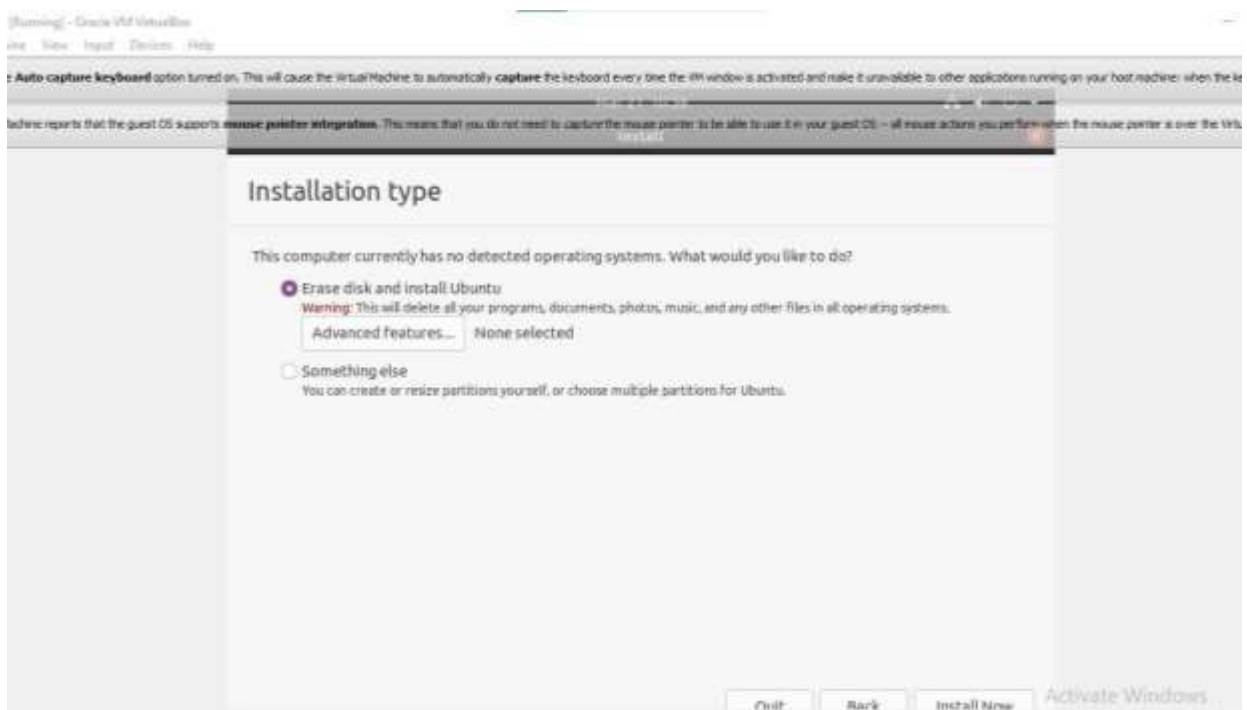 [Running] - Oracle VM VirtualBox
View Input Devices Help
Auto capture keyboard option turned on. This will cause the Virtual Machine to automatically capture the keyboard every time the VM window is activated and make it unavailable to other applications running on your host machine: when the
Machine reports that the guest OS supports mouse pointer integration. This means that you do not need to capture the mouse pointer to be able to use it in your guest OS -- all mouse actions you perform when the mouse pointer is over the
Install
Installation type
This computer currently has no detected operating systems. What would you like to do?
Erase disk and install Ubuntu
Warning: This will delete all your programs, documents, photos, music, and any other files in all operating systems.
Advanced features... None selected
Something else
You can create or resize partitions yourself, or choose multiple partitions for Ubuntu.
Quit Back Install Now
Activate Windows